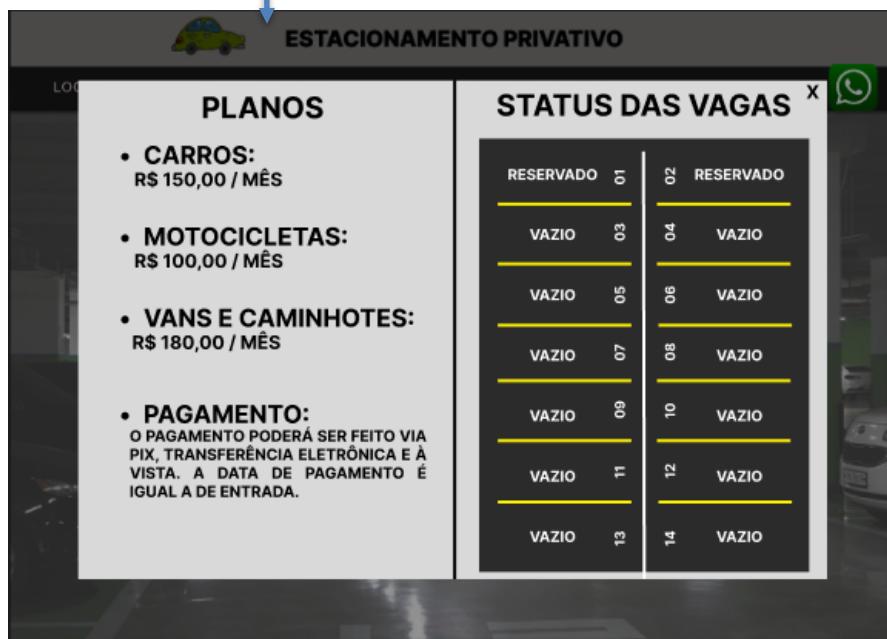 ESTACIONAMENTO PRIVATIVO
LOC
PLANOS
• CARROS:
R$ 150,00 / MÊS
• MOTOCICLETAS:
R$ 100,00 / MÊS
• VANS E CAMINHOTES:
R$ 180,00 / MÊS
• PAGAMENTO:
O PAGAMENTO PODERÁ SER FEITO VIA
PIX, TRANSFERÊNCIA ELETRÔNICA E À
VISTA. A DATA DE PAGAMENTO É
IGUAL A DE ENTRADA.
STATUS DAS VAGAS X
RESERVADO 01 02 RESERVADO
VAZIO 03 04 VAZIO
VAZIO 05 06 VAZIO
VAZIO 07 08 VAZIO
VAZIO 09 10 VAZIO
VAZIO 11 12 VAZIO
VAZIO 13 14 VAZIO